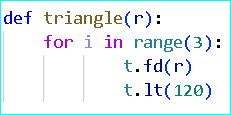 def triangle(r):
    for i in range(3):
            t.fd(r)
            t.lt(120)